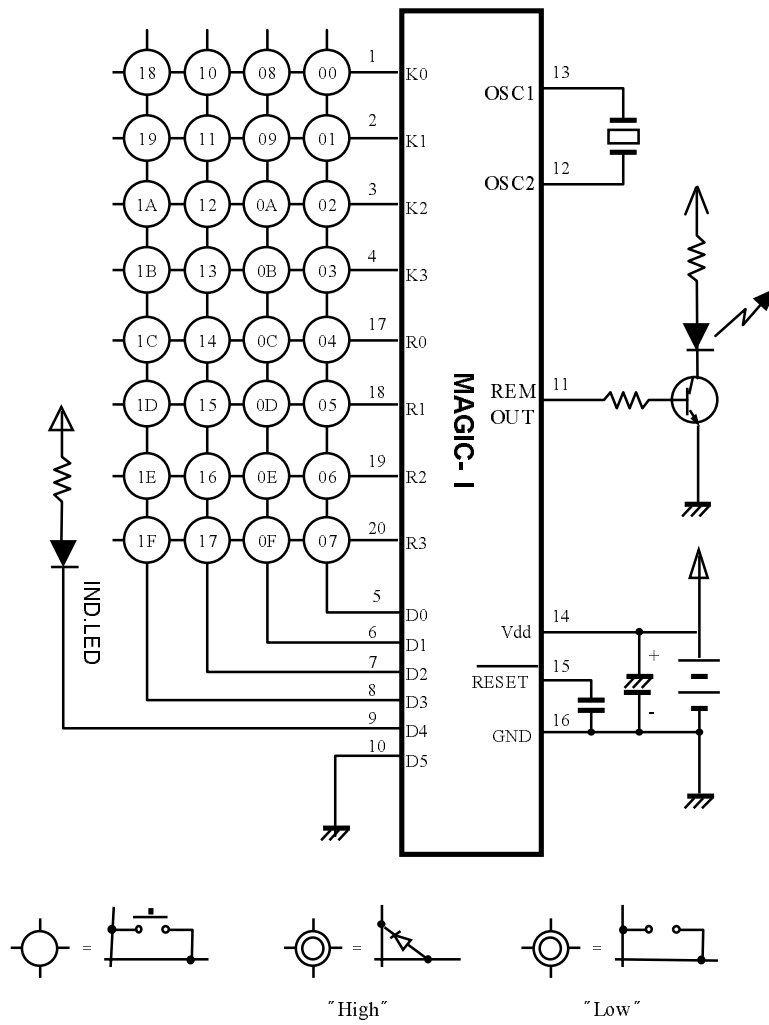 18 10 08 00 1 K0
19 11 09 01 2 K1
1A 12 0A 02 3 K2
1B 13 0B 03 4 K3
1C 14 0C 04 17 R0
1D 15 0D 05 18 R1
1E 16 0E 06 19 R2
1F 17 0F 07 20 R3
5 D0
6 D1
7 D2
8 D3
9 D4
10 D5
IND.LED
MAGIC- I
OSC1 13
OSC2 12
REM 11
OUT
Vdd 14
RESET 15
GND 16
+
-
=
=
=
"High"
"Low"